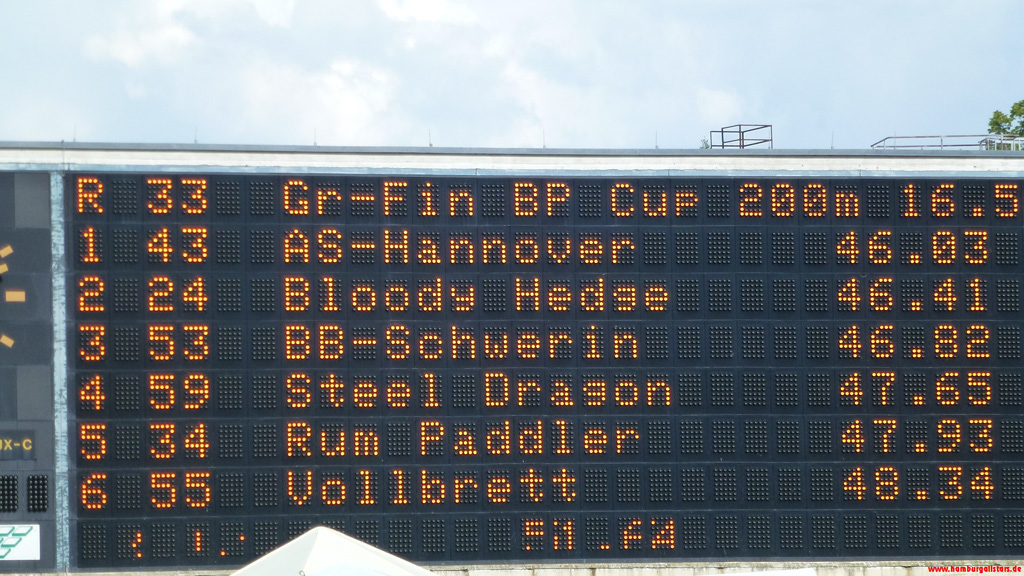 R 33 Gr-Fin BP Cup 200m 16.5
1 43 AS-Hannover 46.03
2 24 Bloody Hedge 46.41
3 53 BB-Schwerin 46.82
4 59 Steel Dragon 47.65
5 34 Rum Paddler 47.93
6 55 Vollbrett 48.34
UX-C
www.hamburgallstars.de